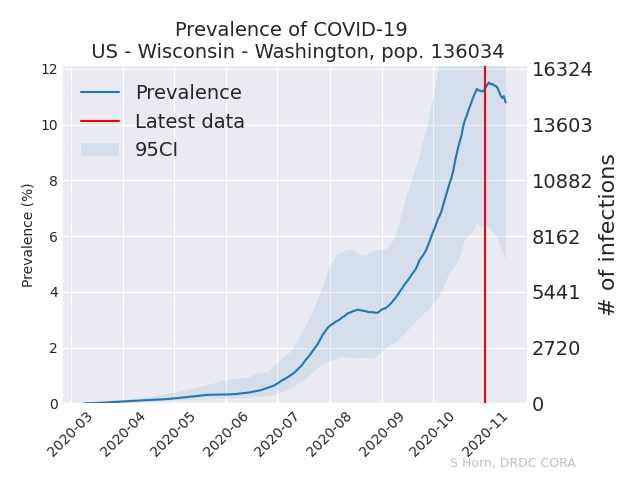 Prevalence of COVID-19
US - Wisconsin - Washington, pop. 136034
Prevalence
Latest data
95CI
Prevalence (%)
12
10
8
6
4
2
0
16324
13603
10882
8162
5441
2720
0
# of infections
2020-03
2020-04
2020-05
2020-06
2020-07
2020-08
2020-09
2020-10
2020-11
S Horn, DRDC CORA